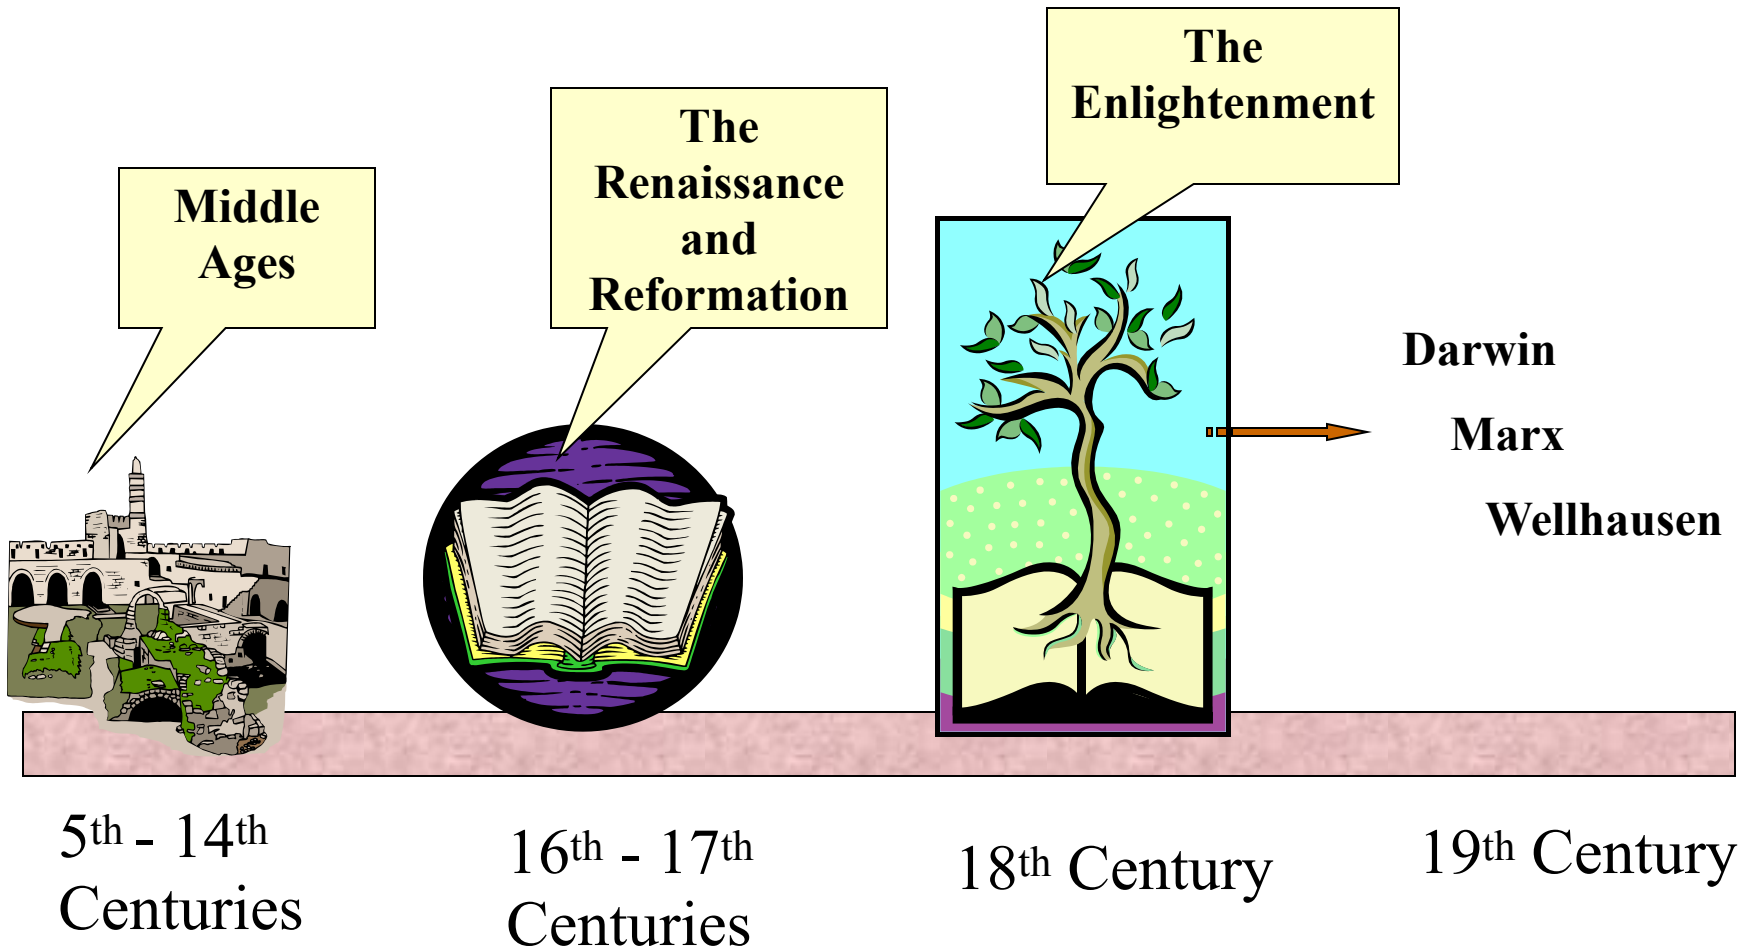 Middle
Ages
The
Renaissance
and
Reformation
The
Enlightenment
Darwin
Marx
Wellhausen
5th - 14th
Centuries
16th - 17th
Centuries
18th Century
19th Century